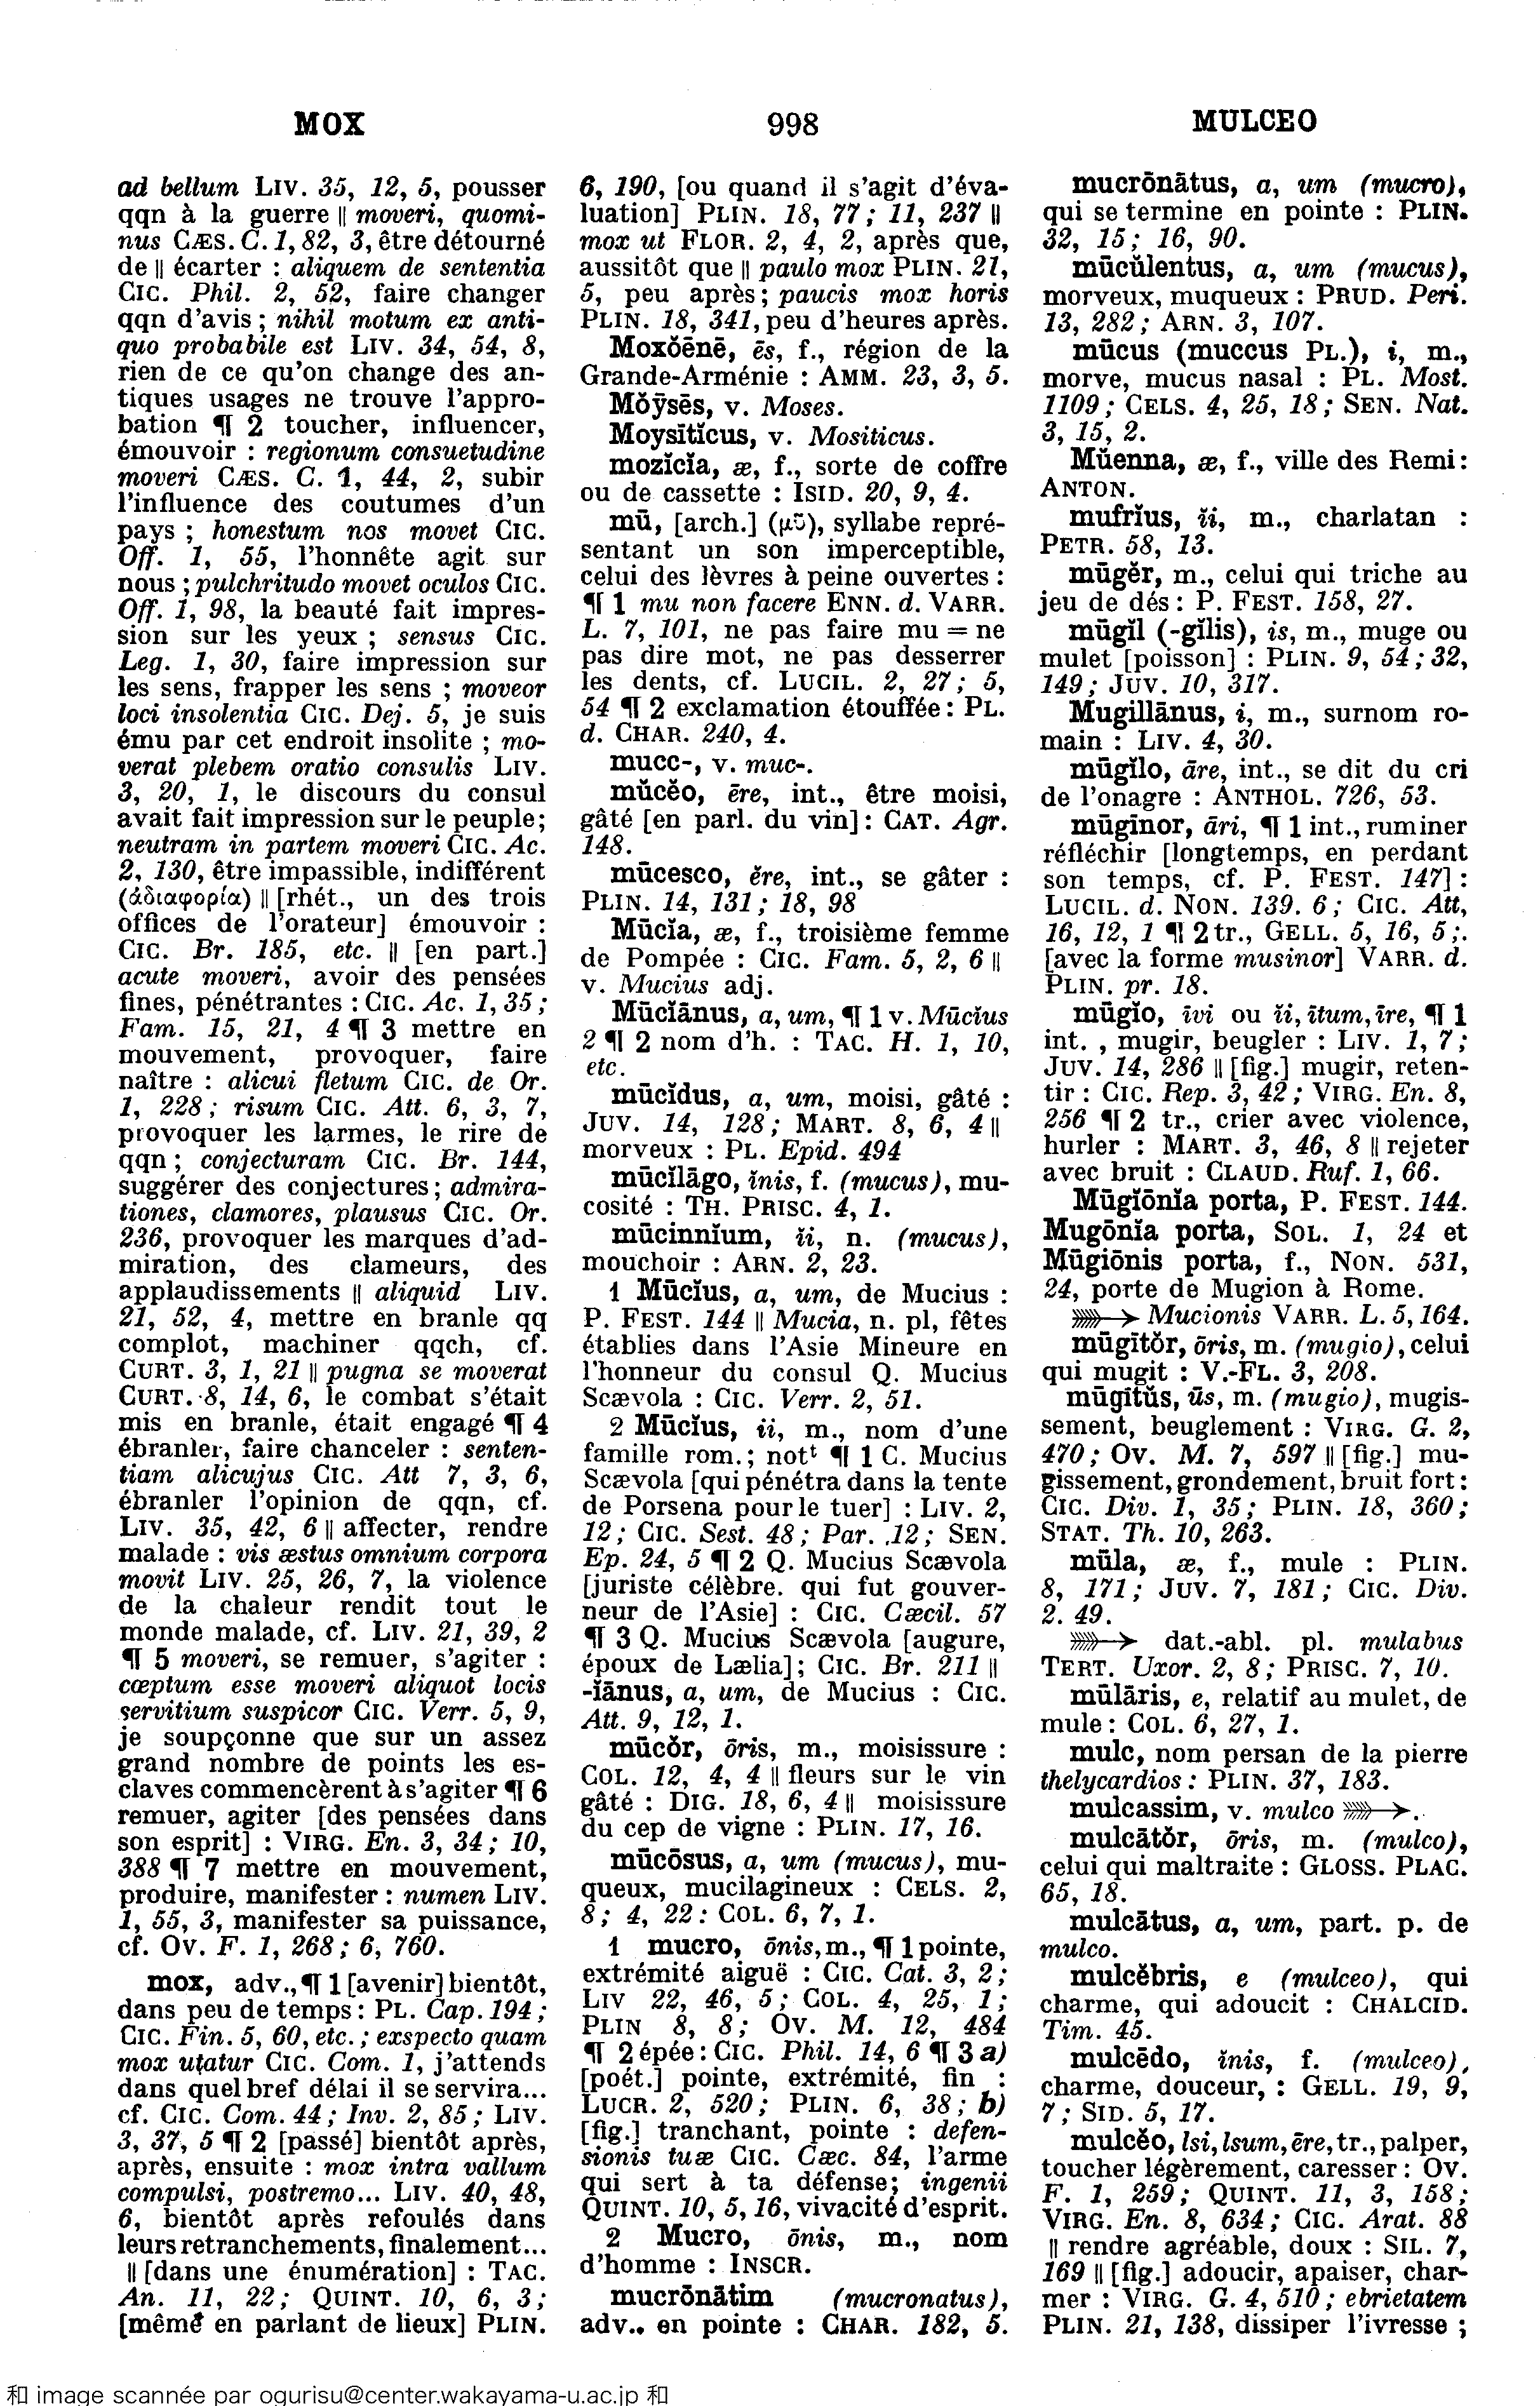 MOX
998
MULCEO
ad bellum LIV. 35, 12, 5, pousser
qqn à la guerre || moveri, quomi-
nus CÆS. C. 1, 82, 3, être détourné
de || écarter : aliquem de sententia
CIC. Phil. 2, 52, faire changer
qqn d'avis ; nihil motum ex anti-
quo probabile est LIV. 34, 54, 8,
rien de ce qu'on change des an-
tiques usages ne trouve l'appro-
bation ¶ 2 toucher, influencer,
émouvoir : regionum consuetudine
moveri CÆS. C. 1, 44, 2, subir
l'influence des coutumes d'un
pays ; honestum nos movet CIC.
Off. 1, 55, l'honnête agit sur
nous ; pulchritudo movet oculos CIC.
Off. 1, 98, la beauté fait impres-
sion sur les yeux ; sensus CIC.
Leg. 1, 30, faire impression sur
les sens, frapper les sens ; moveor
loci insolentia CIC. Dej. 5, je suis
ému par cet endroit insolite ; mo-
verat plebem oratio consulis LIV.
3, 20, 1, le discours du consul
avait fait impression sur le peuple;
neutram in partem moveri CIC. Ac.
2, 130, être impassible, indifférent
(ἀδιαφορία) || [rhét., un des trois
offices de l'orateur] émouvoir :
CIC. Br. 185, etc. || [en part.]
acute moveri, avoir des pensées
fines, pénétrantes : CIC. Ac. 1, 35 ;
Fam. 15, 21, 4 ¶ 3 mettre en
mouvement, provoquer, faire
naître : alicui fletum CIC. de Or.
1, 228 ; risum CIC. Att. 6, 3, 7,
provoquer les larmes, le rire de
qqn ; conjecturam CIC. Br. 144,
suggérer des conjectures ; admira-
tiones, clamores, plausus CIC. Or.
236, provoquer les marques d'ad-
miration, des clameurs, des
applaudissements || aliquid LIV.
21, 52, 4, mettre en branle qq
complot, machiner qqch, cf.
CURT. 3, 1, 21 || pugna se moverat
CURT. 8, 14, 6, le combat s'était
mis en branle, était engagé ¶ 4
ébranler, faire chanceler : senten-
tiam alicujus CIC. Att 7, 3, 6,
ébranler l'opinion de qqn, cf.
LIV. 35, 42, 6 || affecter, rendre
malade : vis æstus omnium corpora
movit LIV. 25, 26, 7, la violence
de la chaleur rendit tout le
monde malade, cf. LIV. 21, 39, 2
¶ 5 moveri, se remuer, s'agiter :
cœptum esse moveri aliquot locis
servitium suspicor CIC. Verr. 5, 9,
je soupçonne que sur un assez
grand nombre de points les es-
claves commencèrent à s'agiter ¶ 6
remuer, agiter [des pensées dans
son esprit] : VIRG. En. 3, 34 ; 10,
388 ¶ 7 mettre en mouvement,
produire, manifester : numen LIV.
1, 55, 3, manifester sa puissance,
cf. OV. F. 1, 268 ; 6, 760.
mox, adv., ¶ 1 [avenir] bientôt,
dans peu de temps : PL. Cap. 194 ;
CIC. Fin. 5, 60, etc. ; exspecto quam
mox utatur CIC. Com. 1, j'attends
dans quel bref délai il se servira...
cf. CIC. Com. 44 ; Inv. 2, 85 ; LIV.
3, 37, 5 ¶ 2 [passé] bientôt après,
après, ensuite : mox intra vallum
compulsi, postremo... LIV. 40, 48,
6, bientôt après refoulés dans
leurs retranchements, finalement...
|| [dans une énumération] : TAC.
An. 11, 22; QUINT. 10, 6, 3 ;
[même en parlant de lieux] PLIN.
6, 190, [ou quand il s'agit d'éva-
luation] PLIN. 18, 77 ; 11, 237 ||
mox ut FLOR. 2, 4, 2, après que,
aussitôt que || paulo mox PLIN. 21,
5, peu après ; paucis mox horis
PLIN. 18, 341, peu d'heures après.
Moxŏēnē, ēs, f., région de la
Grande-Arménie : AMM. 23, 3, 5.
Mŏȳsēs, v. Moses.
Moysītĭcus, v. Mositicus.
mozĭcĭa, æ, f., sorte de coffre
ou de cassette : ISID. 20, 9, 4.
mū, [arch.] (μῦ), syllabe repré-
sentant un son imperceptible,
celui des lèvres à peine ouvertes :
¶ 1 mu non facere ENN. d. VARR.
L. 7, 101, ne pas faire mu = ne
pas dire mot, ne pas desserrer
les dents, cf. LUCIL. 2, 27 ; 5,
54 ¶ 2 exclamation étouffée : PL.
d. CHAR. 240, 4.
mucc-, v. muc-.
mūcĕo, ēre, int., être moisi,
gâté [en parl. du vin] : CAT. Agr.
148.
mūcesco, ĕre, int., se gâter :
PLIN. 14, 131 ; 18, 98
Mūcĭa, æ, f., troisième femme
de Pompée : CIC. Fam. 5, 2, 6 ||
v. Mucius adj.
Mūcĭānus, a, um, ¶ 1 v. Mūcĭus
2 ¶ 2 nom d'h. : TAC. H. 1, 10,
etc.
mūcĭdus, a, um, moisi, gâté :
JUV. 14, 128 ; MART. 8, 6, 4 ||
morveux : PL. Epid. 494
mūcĭlāgo, ĭnis, f. (mucus), mu-
cosité : TH. PRISC. 4, 1.
mūcinnĭum, ĭi, n. (mucus),
mouchoir : ARN. 2, 23.
1 Mūcĭus, a, um, de Mucius :
P. FEST. 144 || Mucia, n. pl, fêtes
établies dans l'Asie Mineure en
l'honneur du consul Q. Mucius
Scævola : CIC. Verr. 2, 51.
2 Mūcĭus, ii, m., nom d'une
famille rom. ; notᵗ ¶ 1 C. Mucius
Scævola [qui pénétra dans la tente
de Porsena pour le tuer] : LIV. 2,
12 ; CIC. Sest. 48 ; Par. 12 ; SEN.
Ep. 24, 5 ¶ 2 Q. Mucius Scævola
[juriste célèbre. qui fut gouver-
neur de l'Asie] : CIC. Cæcil. 57
¶ 3 Q. Mucius Scævola [augure,
époux de Lælia] ; CIC. Br. 211 ||
-ĭānus, a, um, de Mucius : CIC.
Att. 9, 12, 1.
mūcŏr, ōris, m., moisissure :
COL. 12, 4, 4 || fleurs sur le vin
gâté : DIG. 18, 6, 4 || moisissure
du cep de vigne : PLIN. 17, 16.
mūcōsus, a, um (mucus), mu-
queux, mucilagineux : CELS. 2,
8 ; 4, 22 : COL. 6, 7, 1.
1 mucro, ōnis, m., ¶ 1 pointe,
extrémité aiguë : CIC. Cat. 3, 2 ;
LIV 22, 46, 5 ; COL. 4, 25, 1 ;
PLIN 8, 8; OV. M. 12, 484
¶ 2 épée : CIC. Phil. 14, 6 ¶ 3 a)
[poét.] pointe, extrémité, fin :
LUCR. 2, 520 ; PLIN. 6, 38 ; b)
[fig.] tranchant, pointe : defen-
sionis tuæ CIC. Cæc. 84, l'arme
qui sert à ta défense; ingenii
QUINT. 10, 5, 16, vivacité d'esprit.
2 Mucro, ōnis, m., nom
d'homme : INSCR.
mucrōnātim (mucronatus),
adv., en pointe : CHAR. 182, 5.
mucrōnātus, a, um (mucro),
qui se termine en pointe : PLIN.
32, 15 ; 16, 90.
mūcŭlentus, a, um (mucus),
morveux, muqueux : PRUD. Peri.
13, 282 ; ARN. 3, 107.
mūcus (muccus PL.), i, m.,
morve, mucus nasal : PL. Most.
1109 ; CELS. 4, 25, 18 ; SEN. Nat.
3, 15, 2.
Mŭenna, æ, f., ville des Remi :
ANTON.
mufrĭus, ĭi, m., charlatan :
PETR. 58, 13.
mūgĕr, m., celui qui triche au
jeu de dés : P. FEST. 158, 27.
mūgĭl (-gĭlis), is, m., muge ou
mulet [poisson] : PLIN. 9, 54 ; 32,
149 ; JUV. 10, 317.
Mugillānus, i, m., surnom ro-
main : LIV. 4, 30.
mūgĭlo, āre, int., se dit du cri
de l'onagre : ANTHOL. 726, 53.
mūgĭnor, āri, ¶ 1 int., ruminer
réfléchir [longtemps, en perdant
son temps, cf. P. FEST. 147] :
LUCIL. d. NON. 139. 6 ; CIC. Att,
16, 12, 1 ¶ 2 tr., GELL. 5, 16, 5 ;.
[avec la forme musinor] VARR. d.
PLIN. pr. 18.
mūgĭo, īvi ou ĭi, ītum, īre, ¶ 1
int. , mugir, beugler : LIV. 1, 7 ;
JUV. 14, 286 || [fig.] mugir, reten-
tir : CIC. Rep. 3, 42 ; VIRG. En. 8,
256 ¶ 2 tr., crier avec violence,
hurler : MART. 3, 46, 8 || rejeter
avec bruit : CLAUD. Ruf. 1, 66.
Mūgĭōnĭa porta, P. FEST. 144.
Mugōnĭa porta, SOL. 1, 24 et
Mūgiōnis porta, f., NON. 531,
24, porte de Mugion à Rome.
➳ Mucionis VARR. L. 5, 164.
mūgītŏr, ōris, m. (mugio), celui
qui mugit : V.-FL. 3, 208.
mūgītŭs, ūs, m. (mugio), mugis-
sement, beuglement : VIRG. G. 2,
470 ; OV. M. 7, 597 || [fig.] mu-
gissement, grondement, bruit fort :
CIC. Div. 1, 35 ; PLIN. 18, 360 ;
STAT. Th. 10, 263.
mūla, æ, f., mule : PLIN.
8, 171 ; JUV. 7, 181 ; CIC. Div.
2. 49.
➳ dat.-abl. pl. mulabus
TERT. Uxor. 2, 8 ; PRISC. 7, 10.
mūlāris, e, relatif au mulet, de
mule : COL. 6, 27, 1.
mulc, nom persan de la pierre
thelycardios : PLIN. 37, 183.
mulcassim, v. mulco ➳.
mulcātŏr, ōris, m. (mulco),
celui qui maltraite : GLOSS. PLAC.
65, 18.
mulcātus, a, um, part. p. de
mulco.
mulcĕbris, e (mulceo), qui
charme, qui adoucit : CHALCID.
Tim. 45.
mulcēdo, ĭnis, f. (mulceo),
charme, douceur, : GELL. 19, 9,
7 ; SID. 5, 17.
mulcĕo, lsi, lsum, ēre, tr., palper,
toucher légèrement, caresser : OV.
F. 1, 259 ; QUINT. 11, 3, 158 ;
VIRG. En. 8, 634 ; CIC. Arat. 88
|| rendre agréable, doux : SIL. 7,
169 || [fig.] adoucir, apaiser, char-
mer : VIRG. G. 4, 510 ; ebrietatem
PLIN. 21, 138, dissiper l'ivresse ;
和 image scannée par ogurisu@center.wakayama-u.ac.jp 和